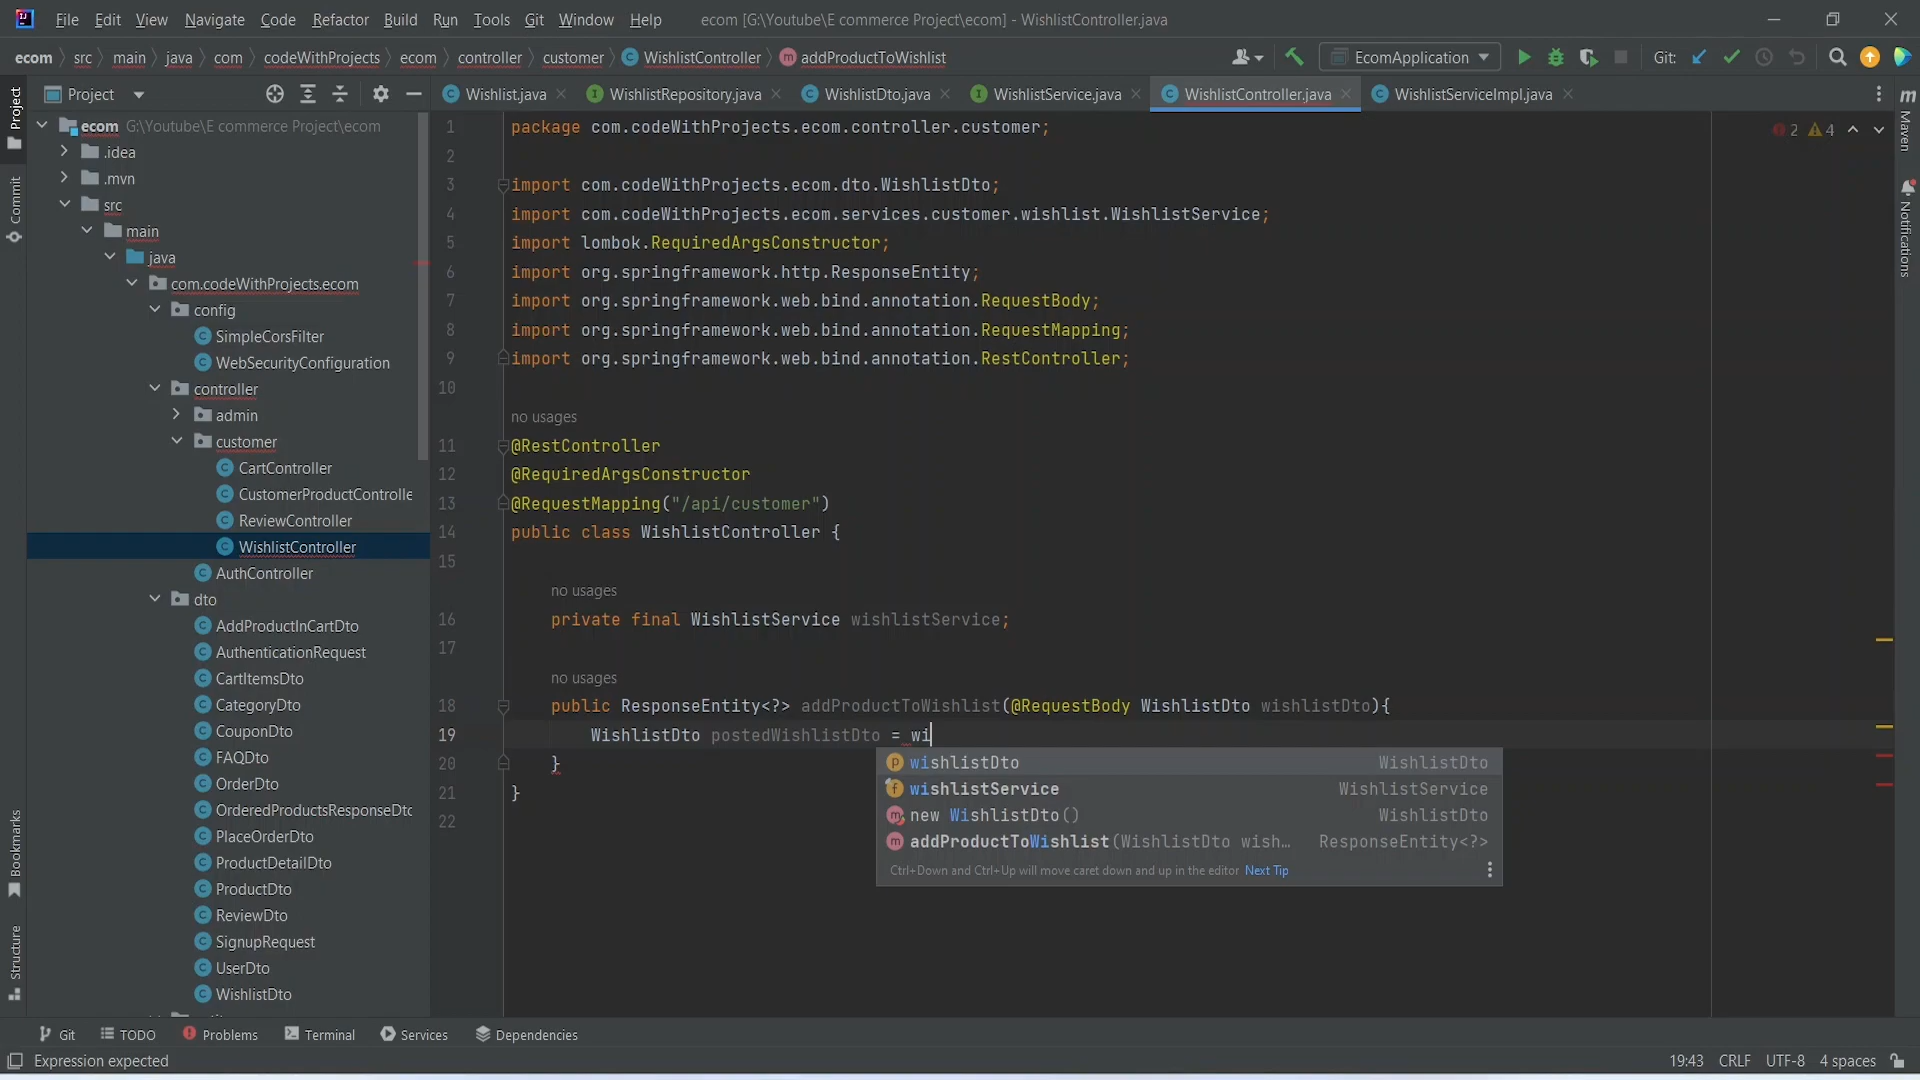 File Edit View Navigate Code Refactor Build Run Tools Git Window Help ecom [G:\Youtube\E commerce Project\ecom] - WishlistController.java
ecom src main java com codeWithProjects ecom controller customer WishlistController addProductToWishlist EcomApplication Git:
Project
Wishlist.java WishlistRepository.java WishlistDto.java WishlistService.java WishlistController.java WishlistServiceImpl.java
Project
Commit
Bookmarks
Structure
Maven
Notifications
ecom G:\Youtube\E commerce Project\ecom
.idea
.mvn
src
main
java
com.codeWithProjects.ecom
config
SimpleCorsFilter
WebSecurityConfiguration
controller
admin
customer
CartController
CustomerProductControlle
ReviewController
WishlistController
AuthController
dto
AddProductInCartDto
AuthenticationRequest
CartItemsDto
CategoryDto
CouponDto
FAQDto
OrderDto
OrderedProductsResponseDto
PlaceOrderDto
ProductDetailDto
ProductDto
ReviewDto
SignupRequest
UserDto
WishlistDto
2 4
1 package com.codeWithProjects.ecom.controller.customer;
2
3 import com.codeWithProjects.ecom.dto.WishlistDto;
4 import com.codeWithProjects.ecom.services.customer.wishlist.WishlistService;
5 import lombok.RequiredArgsConstructor;
6 import org.springframework.http.ResponseEntity;
7 import org.springframework.web.bind.annotation.RequestBody;
8 import org.springframework.web.bind.annotation.RequestMapping;
9 import org.springframework.web.bind.annotation.RestController;
10
no usages
11 @RestController
12 @RequiredArgsConstructor
13 @RequestMapping("/api/customer")
14 public class WishlistController {
15
no usages
16 private final WishlistService wishlistService;
17
no usages
18 public ResponseEntity<?> addProductToWishlist(@RequestBody WishlistDto wishlistDto){
19 WishlistDto postedWishlistDto = wi
20 }
21 }
22
wishlistDto WishlistDto
wishlistService WishlistService
new WishlistDto() WishlistDto
addProductToWishlist(WishlistDto wish… ResponseEntity<?>
Ctrl+Down and Ctrl+Up will move caret down and up in the editor Next Tip
Git TODO Problems Terminal Services Dependencies
Expression expected 19:43 CRLF UTF-8 4 spaces